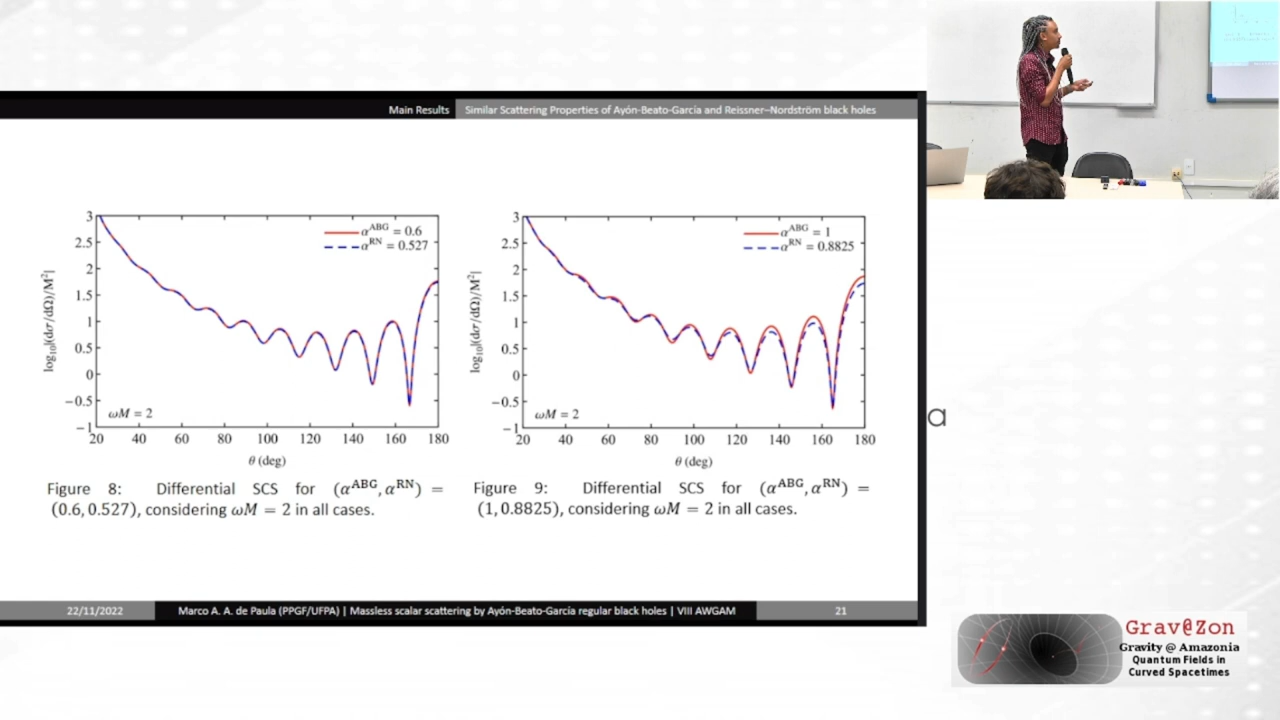 Main Results Similar Scattering Properties of Ayón-Beato-García and Reissner–Nordström black holes
3
2.5
2
1.5
1
0.5
0
−0.5
−1
log₁₀|(dσ/dΩ)/M²|
α^ABG = 0.6
α^RN = 0.527
ωM = 2
20 40 60 80 100 120 140 160 180
θ (deg)
Figure 8: Differential SCS for (α^ABG, α^RN) =
(0.6, 0.527), considering ωM = 2 in all cases.
3
2.5
2
1.5
1
0.5
0
−0.5
−1
log₁₀|(dσ/dΩ)/M²|
α^ABG = 1
α^RN = 0.8825
ωM = 2
20 40 60 80 100 120 140 160 180
θ (deg)
Figure 9: Differential SCS for (α^ABG, α^RN) =
(1, 0.8825), considering ωM = 2 in all cases.
a
22/11/2022 Marco A. A. de Paula (PPGF/UFPA) | Massless scalar scattering by Ayón-Beato-García regular black holes | VIII AWGAM 21
Grav@Zon
Gravity @ Amazonia
Quantum Fields in
Curved Spacetimes